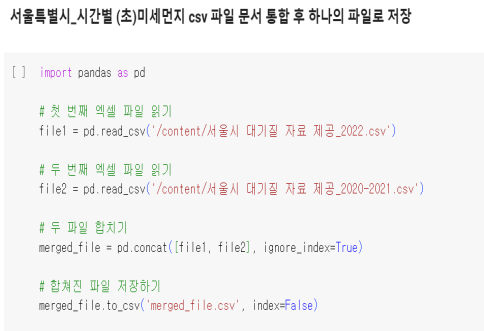 서울특별시_시간별 (초)미세먼지 csv 파일 문서 통합 후 하나의 파일로 저장
[ ] import pandas as pd
# 첫 번째 엑셀 파일 읽기
file1 = pd.read_csv('/content/서울시 대기질 자료 제공_2022.csv')
# 두 번째 엑셀 파일 읽기
file2 = pd.read_csv('/content/서울시 대기질 자료 제공_2020-2021.csv')
# 두 파일 합치기
merged_file = pd.concat([file1, file2], ignore_index=True)
# 합쳐진 파일 저장하기
merged_file.to_csv('merged_file.csv', index=False)